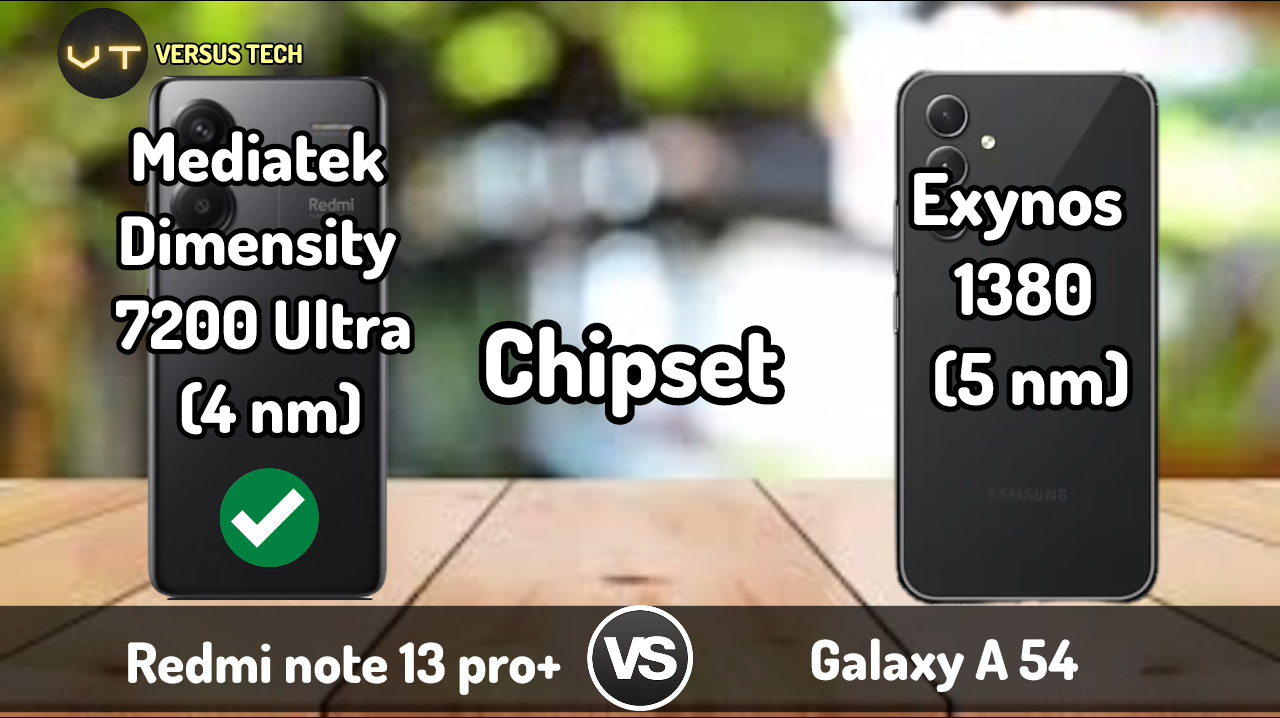 VT VERSUS TECH
Mediatek
Dimensity
7200 Ultra
(4 nm)
Redmi
Chipset
Exynos
1380
(5 nm)
SAMSUNG
Redmi note 13 pro+
VS
Galaxy A 54